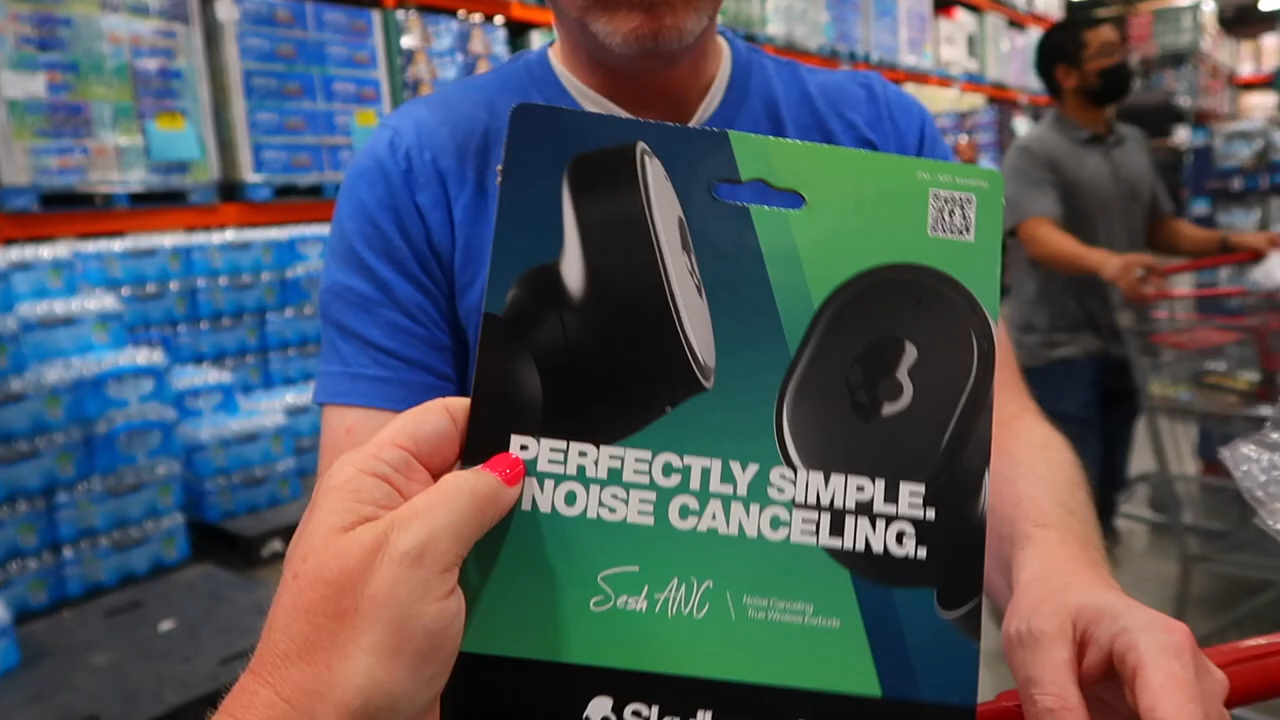 PERFECTLY SIMPLE.
NOISE CANCELING.
Sesh ANC
Noise Canceling
True Wireless Earbuds